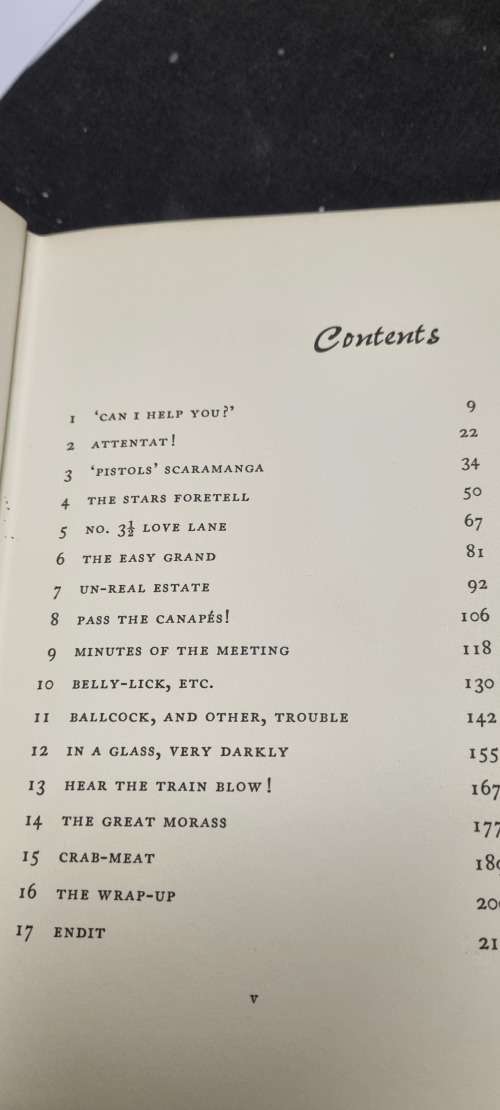 Contents
1 ‘CAN I HELP YOU?’ 9
2 ATTENTAT! 22
3 ‘PISTOLS’ SCARAMANGA 34
4 THE STARS FORETELL 50
5 NO. 3½ LOVE LANE 67
6 THE EASY GRAND 81
7 UN-REAL ESTATE 92
8 PASS THE CANAPÉS! 106
9 MINUTES OF THE MEETING 118
10 BELLY-LICK, ETC. 130
11 BALLCOCK, AND OTHER, TROUBLE 142
12 IN A GLASS, VERY DARKLY 155
13 HEAR THE TRAIN BLOW! 167
14 THE GREAT MORASS 177
15 CRAB-MEAT
16 THE WRAP-UP
17 ENDIT
v